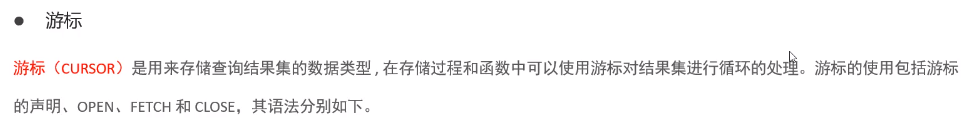 ● 游标
游标（CURSOR）是用来存储查询结果集的数据类型 , 在存储过程和函数中可以使用游标对结果集进行循环的处理。游标的使用包括游标
的声明、OPEN、FETCH 和 CLOSE，其语法分别如下。